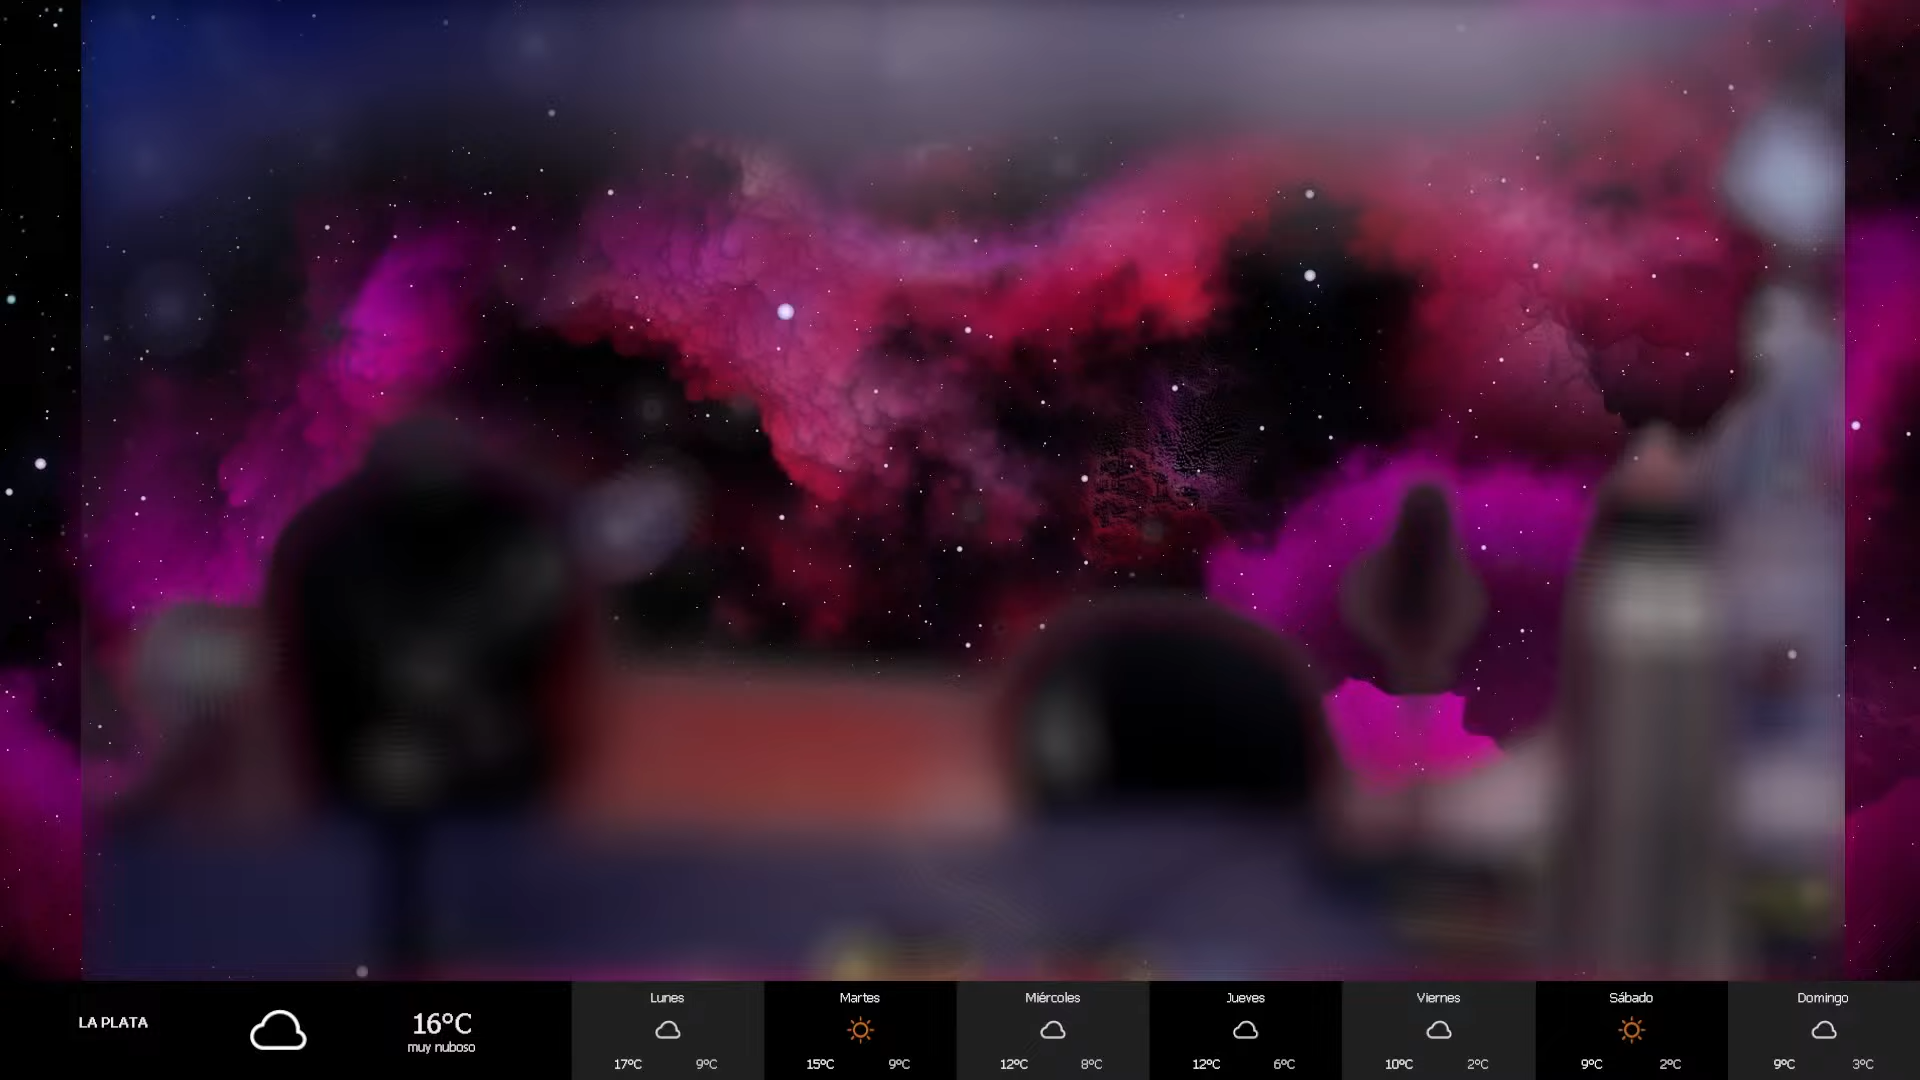 LA PLATA
16°C
muy nuboso
Lunes
17°C 9°C
Martes
15°C 9°C
Miércoles
12°C 8°C
Jueves
12°C 6°C
Viernes
10°C 2°C
Sábado
9°C 2°C
Domingo
9°C 3°C